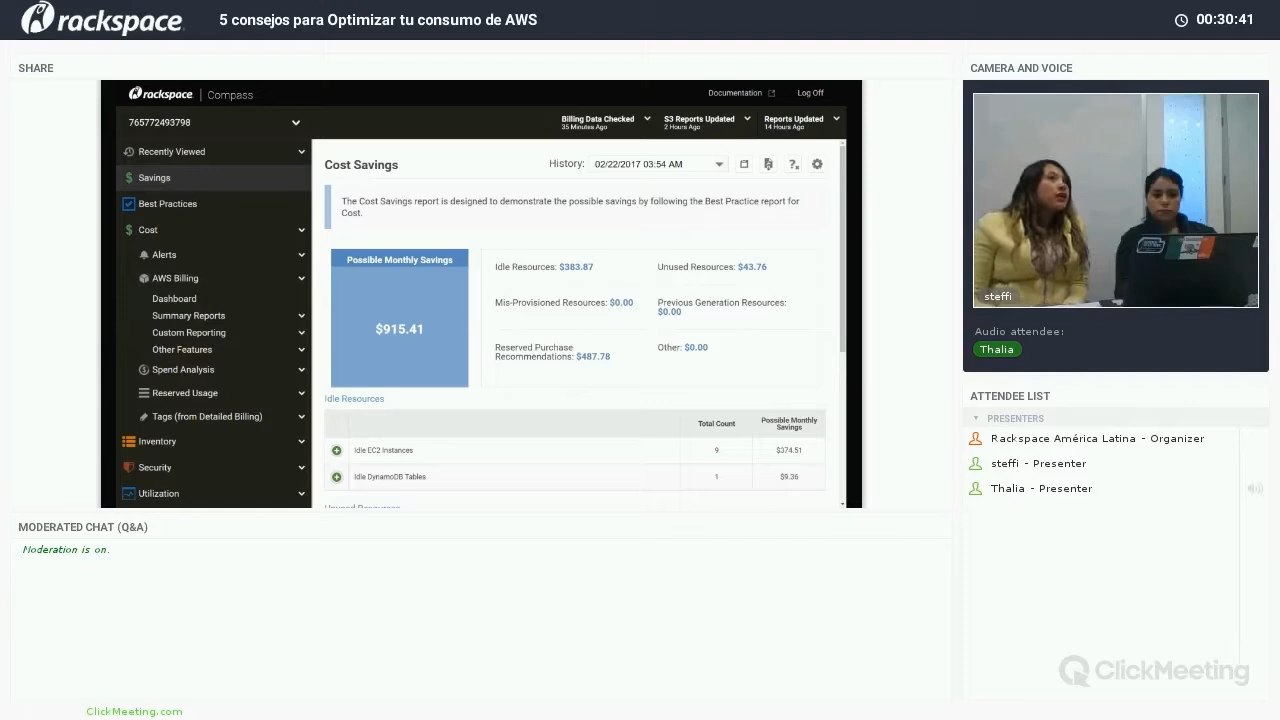 rackspace
5 consejos para Optimizar tu consumo de AWS
00:30:41
SHARE
rackspace | Compass
Documentation
Log Off
765772493798
Billing Data Checked
35 Minutes Ago
S3 Reports Updated
2 Hours Ago
Reports Updated
14 Hours Ago
Recently Viewed
Savings
Best Practices
Cost
Alerts
AWS Billing
Dashboard
Summary Reports
Custom Reporting
Other Features
Spend Analysis
Reserved Usage
Tags (from Detailed Billing)
Inventory
Security
Utilization
Cost Savings
History: 02/22/2017 03:54 AM
The Cost Savings report is designed to demonstrate the possible savings by following the Best Practice report for
Cost.
Possible Monthly Savings
$915.41
Idle Resources: $383.87
Unused Resources: $43.76
Mis-Provisioned Resources: $0.00
Previous Generation Resources:
$0.00
Reserved Purchase
Recommendations: $487.78
Other: $0.00
Idle Resources
Total Count
Possible Monthly
Savings
Idle EC2 Instances 9 $374.51
Idle DynamoDB Tables 1 $9.36
Unused Resources
CAMERA AND VOICE
steffi
Audio attendee:
Thalia
ATTENDEE LIST
PRESENTERS
Rackspace América Latina - Organizer
steffi - Presenter
Thalia - Presenter
MODERATED CHAT (Q&A)
Moderation is on.
ClickMeeting
ClickMeeting.com